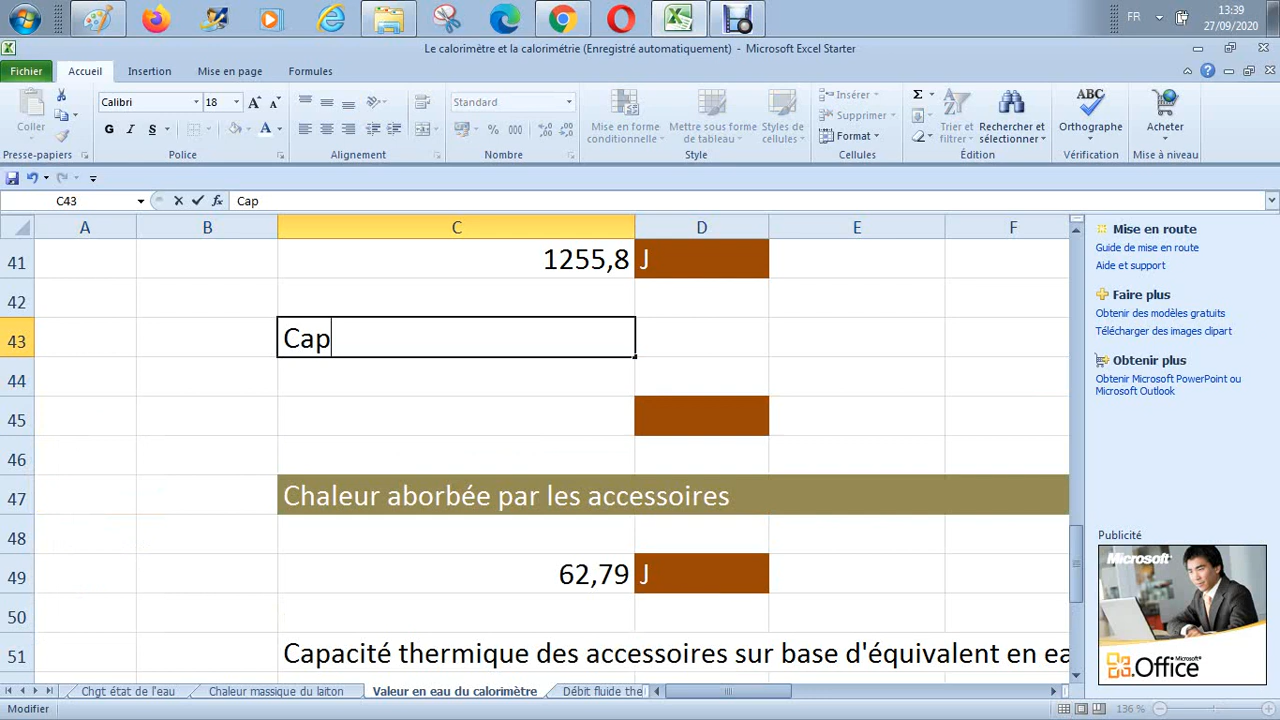 FR
13:39
27/09/2020
Le calorimètre et la calorimétrie (Enregistré automatiquement) - Microsoft Excel Starter
Fichier Accueil Insertion Mise en page Formules
Coller
Calibri 18
G I S
Standard
% 000
Mise en forme conditionnelle
Mettre sous forme de tableau
Styles de cellules
Insérer
Supprimer
Format
Σ
Trier et filtrer
Rechercher et sélectionner
ABC
Orthographe
Acheter
Presse-papiers Police Alignement Nombre Style Cellules Édition Vérification Mise à niveau
C43 fx Cap
A B C D E F
41 1255,8 J
42
43 Cap
44
45
46
47 Chaleur aborbée par les accessoires
48
49 62,79 J
50
51 Capacité thermique des accessoires sur base d'équivalent en ea
Mise en route
Guide de mise en route
Aide et support
Faire plus
Obtenir des modèles gratuits
Télécharger des images clipart
Obtenir plus
Obtenir Microsoft PowerPoint ou
Microsoft Outlook
Publicité
Microsoft
Office
Chgt état de l'eau Chaleur massique du laiton Valeur en eau du calorimètre Débit fluide the
Modifier
136 %